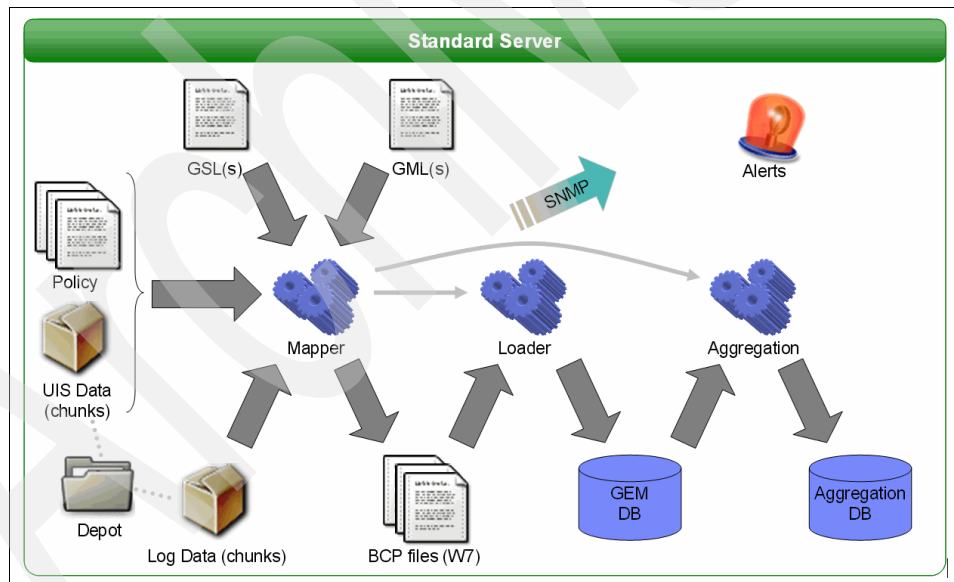 Standard Server
GSL(s)
GML(s)
SNMP
Alerts
Policy
Mapper
Loader
Aggregation
UIS Data
(chunks)
Depot
Log Data (chunks)
BCP files (W7)
GEM
DB
Aggregation
DB